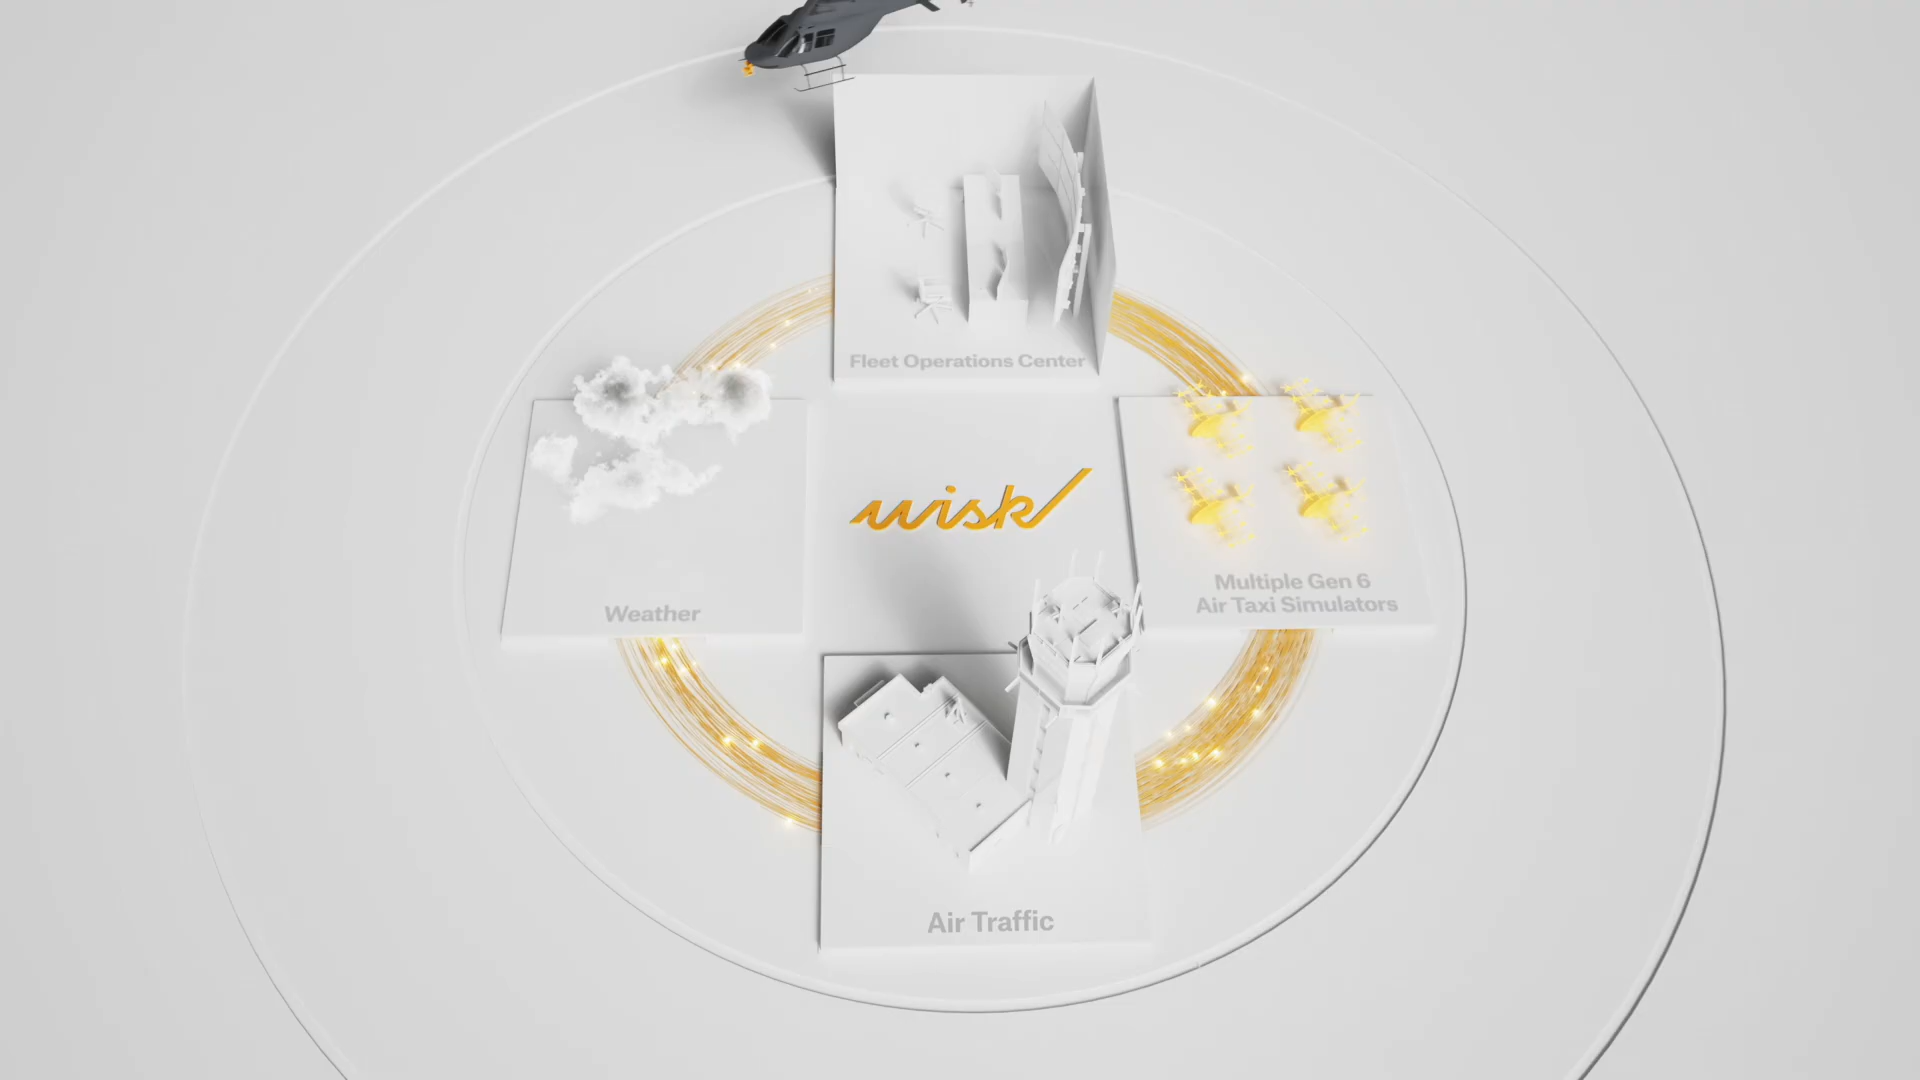 Fleet Operations Center
wisk
Weather
Multiple Gen 6
Air Taxi Simulators
Air Traffic